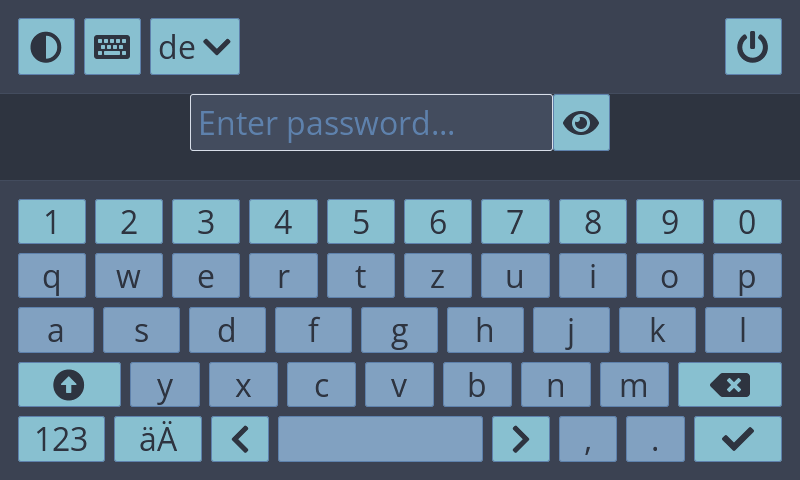 de
Enter password...
1 2 3 4 5 6 7 8 9 0
q w e r t z u i o p
a s d f g h j k l
y x c v b n m
123 äÄ , .